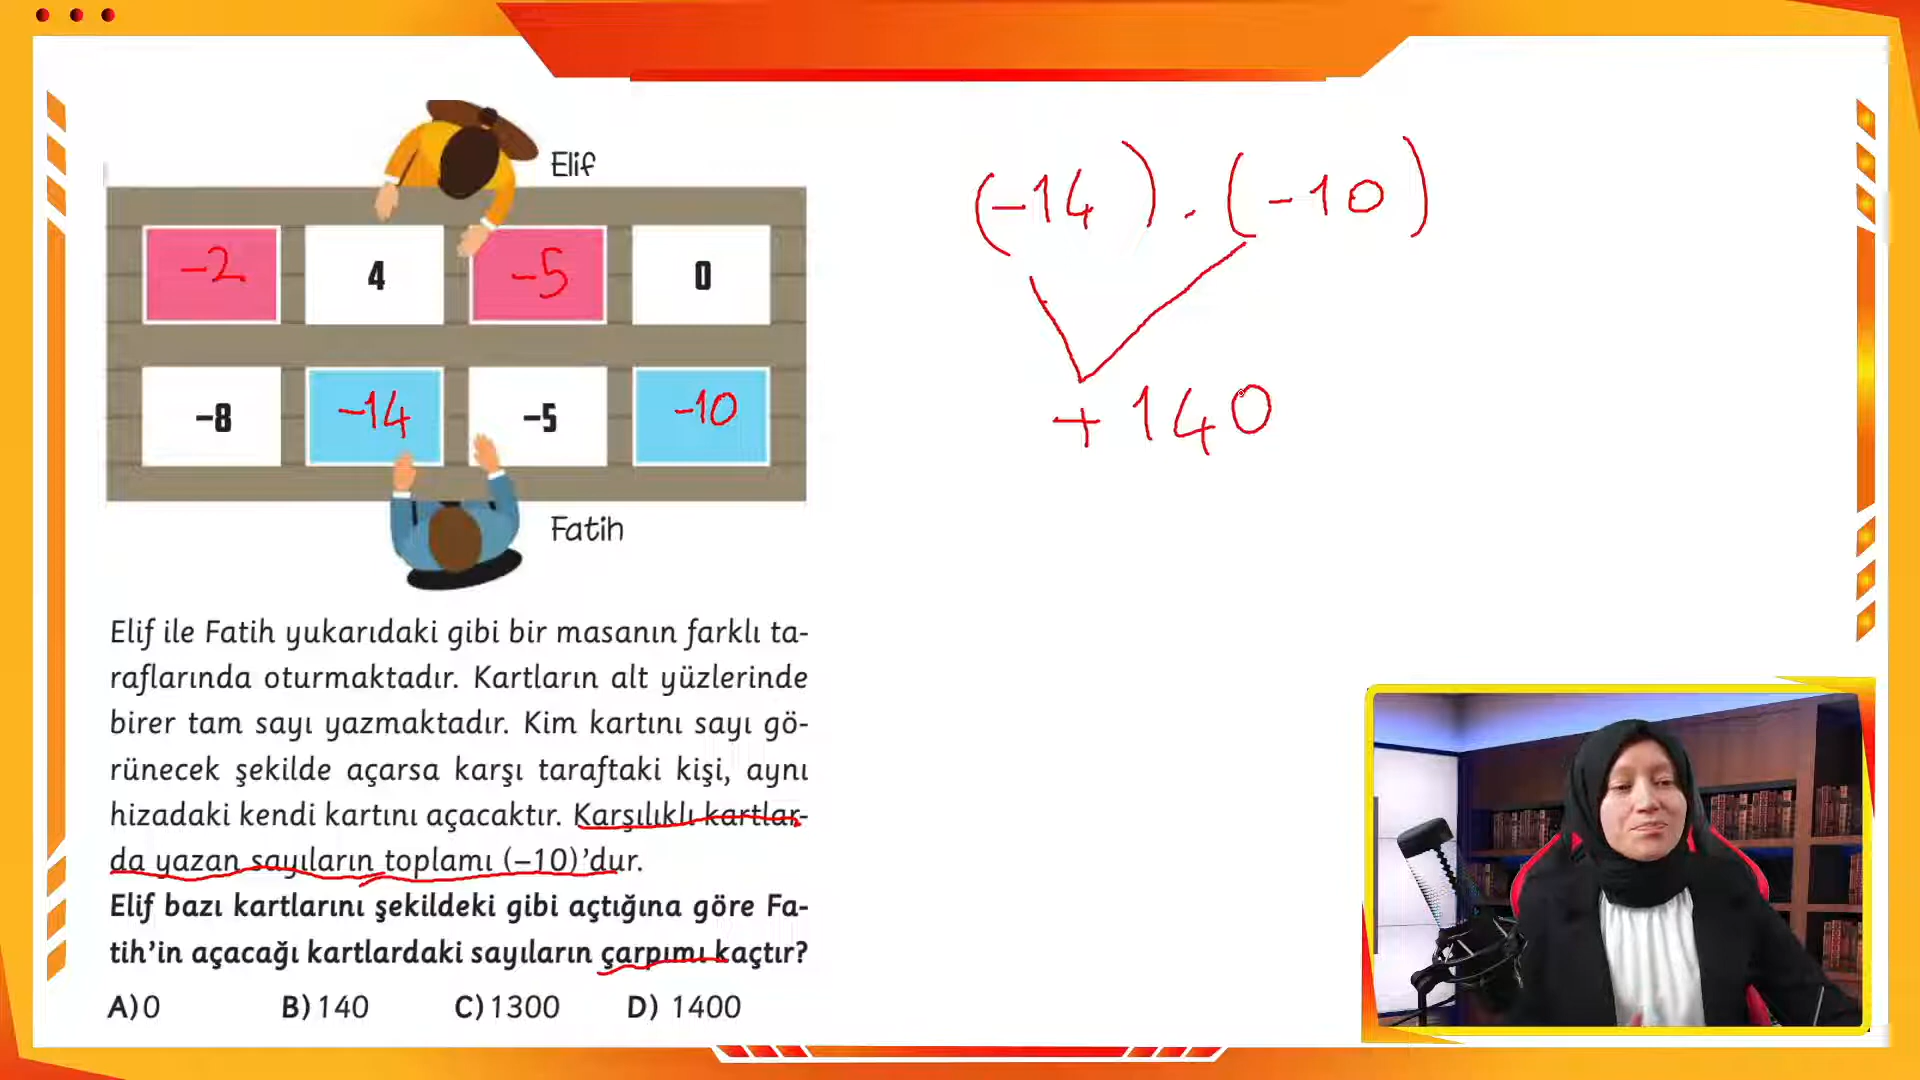 Elif
-2 4 -5 0
-8 -14 -5 -10
Fatih
(-14) . (-10)
+140
Elif ile Fatih yukarıdaki gibi bir masanın farklı ta-
raflarında oturmaktadır. Kartların alt yüzlerinde
birer tam sayı yazmaktadır. Kim kartını sayı gö-
rünecek şekilde açarsa karşı taraftaki kişi, aynı
hizadaki kendi kartını açacaktır. Karşılıklı kartlar-
da yazan sayıların toplamı (–10)’dur.
Elif bazı kartlarını şekildeki gibi açtığına göre Fa-
tih’in açacağı kartlardaki sayıların çarpımı kaçtır?
A) 0 B) 140 C) 1300 D) 1400